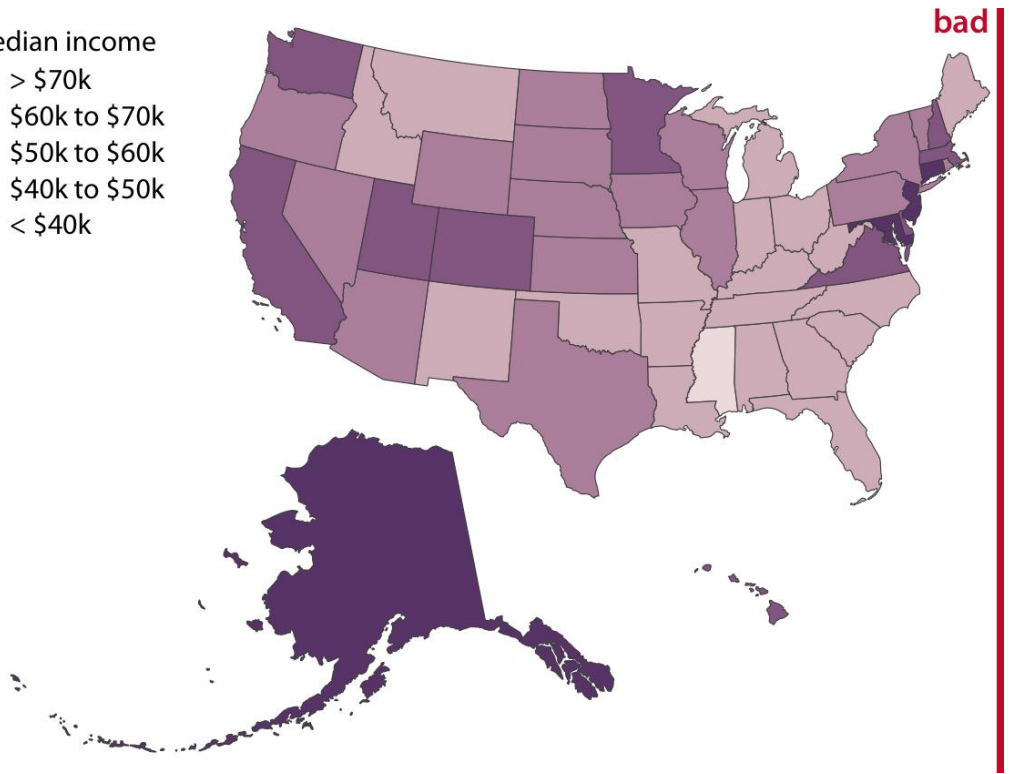 bad
edian income
> $70k
$60k to $70k
$50k to $60k
$40k to $50k
< $40k